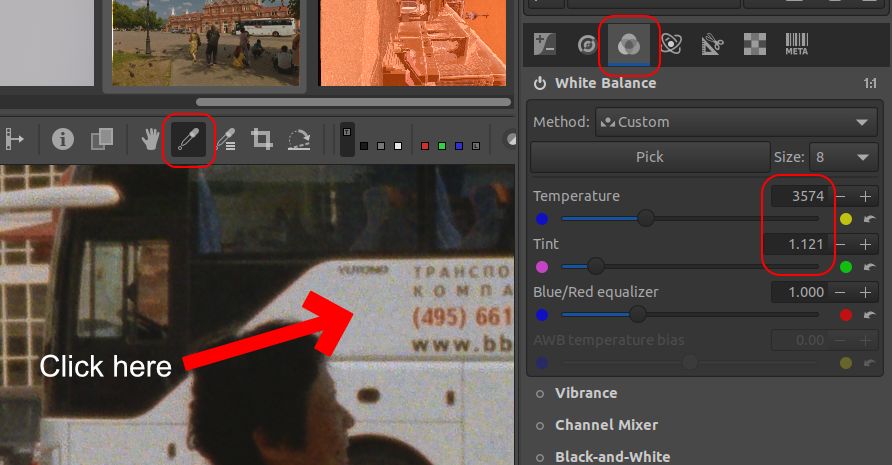 META
White Balance
1:1
Method:
Custom
Pick
Size:
8
Temperature
3574
Tint
1.121
Blue/Red equalizer
1.000
AWB temperature bias
0.00
Vibrance
Channel Mixer
Black-and-White
ТРАНСПО
КОМПА
(495) 661
www.bb
Click here